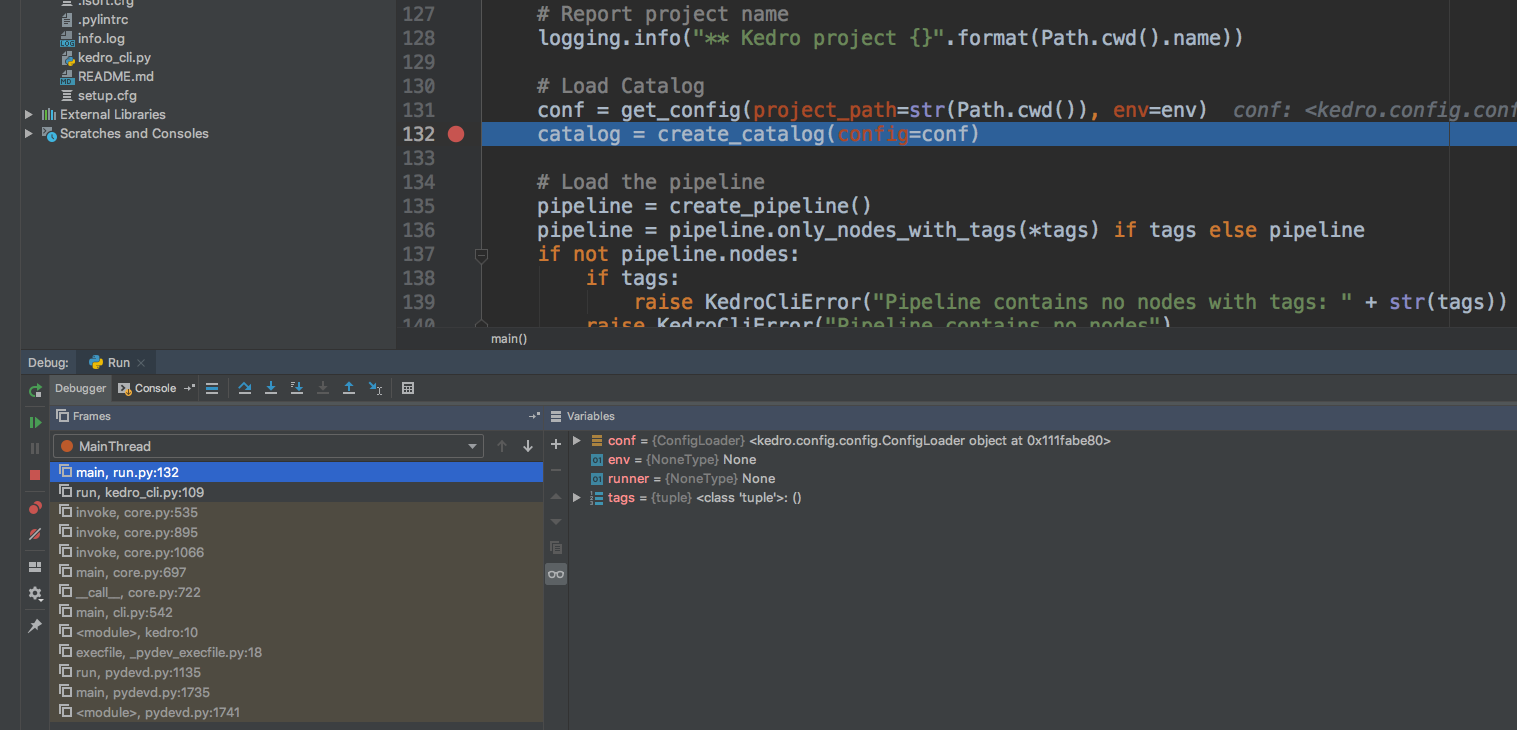 .isort.cfg
.pylintrc
info.log
kedro_cli.py
README.md
setup.cfg
External Libraries
Scratches and Consoles
127 # Report project name
128 logging.info("** Kedro project {}".format(Path.cwd().name))
129
130 # Load Catalog
131 conf = get_config(project_path=str(Path.cwd()), env=env) conf: <kedro.config.conf
132 catalog = create_catalog(config=conf)
133
134 # Load the pipeline
135 pipeline = create_pipeline()
136 pipeline = pipeline.only_nodes_with_tags(*tags) if tags else pipeline
137 if not pipeline.nodes:
138 if tags:
139 raise KedroCliError("Pipeline contains no nodes with tags: " + str(tags))
140 raise KedroCliError("Pipeline contains no nodes")
main()
Debug: Run
Debugger Console
Frames
MainThread
main, run.py:132
run, kedro_cli.py:109
invoke, core.py:535
invoke, core.py:895
invoke, core.py:1066
main, core.py:697
__call__, core.py:722
main, cli.py:542
<module>, kedro:10
execfile, _pydev_execfile.py:18
run, pydevd.py:1135
main, pydevd.py:1735
<module>, pydevd.py:1741
Variables
conf = {ConfigLoader} <kedro.config.config.ConfigLoader object at 0x111fabe80>
env = {NoneType} None
runner = {NoneType} None
tags = {tuple} <class 'tuple'>: ()